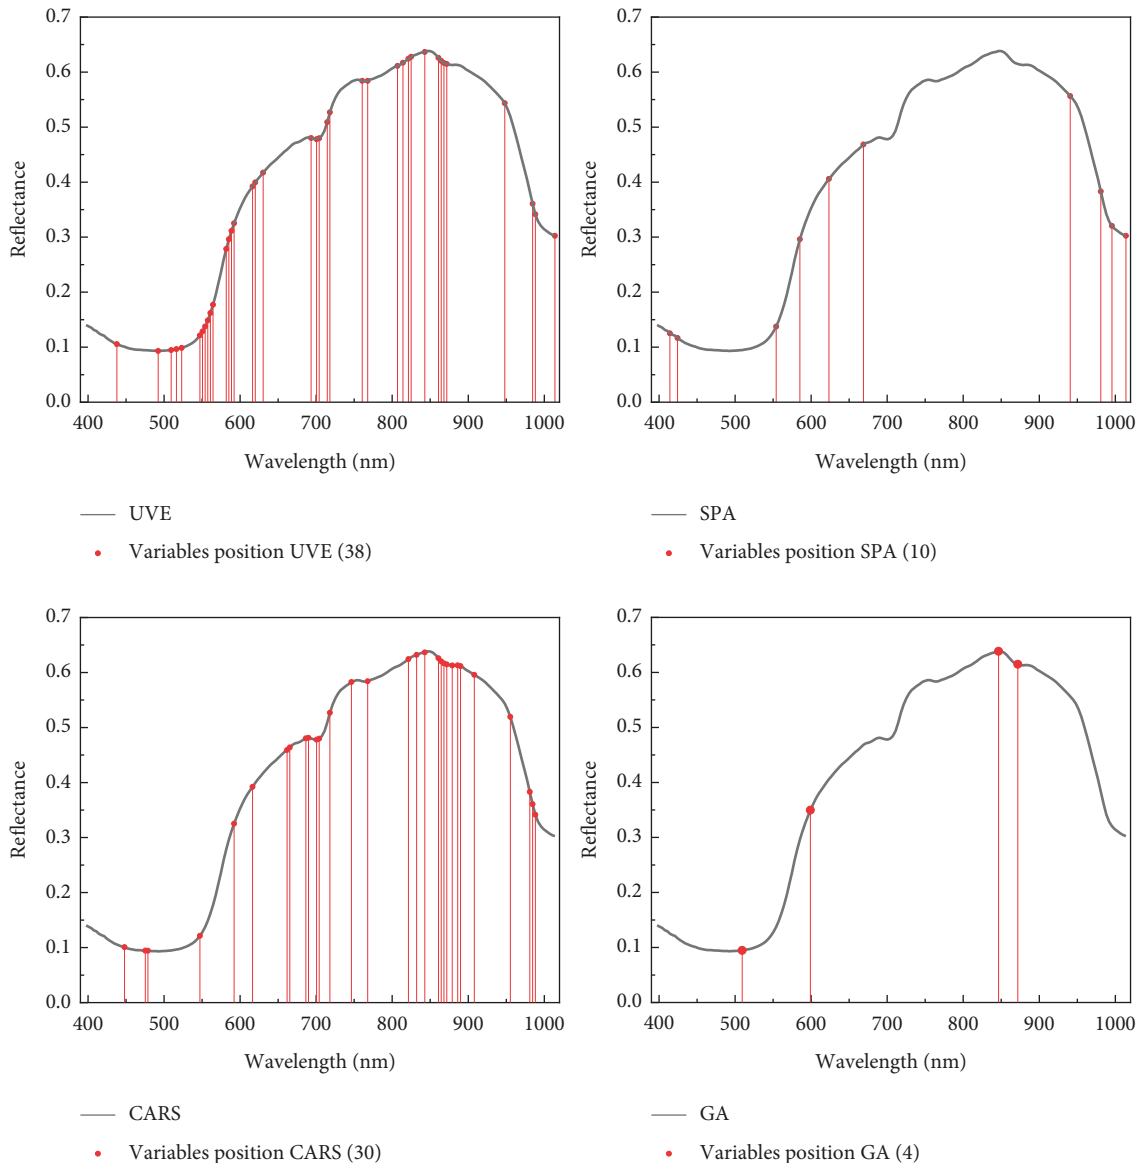 0.7
0.6
0.5
0.4
0.3
0.2
0.1
0.0
Reflectance
400 500 600 700 800 900 1000
Wavelength (nm)
UVE
Variables position UVE (38)
0.7
0.6
0.5
0.4
0.3
0.2
0.1
0.0
Reflectance
400 500 600 700 800 900 1000
Wavelength (nm)
SPA
Variables position SPA (10)
0.7
0.6
0.5
0.4
0.3
0.2
0.1
0.0
Reflectance
400 500 600 700 800 900 1000
Wavelength (nm)
CARS
Variables position CARS (30)
0.7
0.6
0.5
0.4
0.3
0.2
0.1
0.0
Reflectance
400 500 600 700 800 900 1000
Wavelength (nm)
GA
Variables position GA (4)